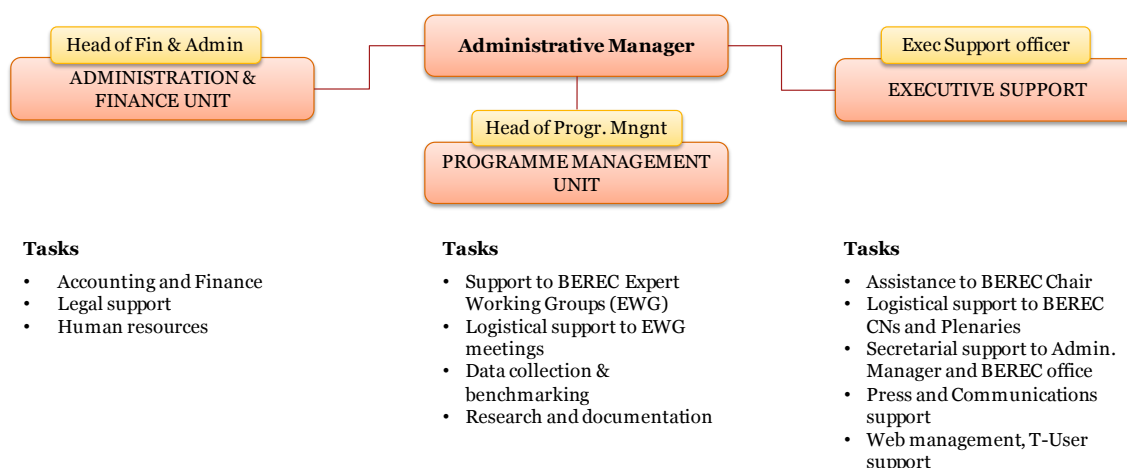 Head of Fin & Admin
ADMINISTRATION &
FINANCE UNIT
Administrative Manager
Exec Support officer
EXECUTIVE SUPPORT
Head of Progr. Mngnt
PROGRAMME MANAGEMENT
UNIT
Tasks
• Accounting and Finance
• Legal support
• Human resources
Tasks
• Support to BEREC Expert
Working Groups (EWG)
• Logistical support to EWG
meetings
• Data collection &
benchmarking
• Research and documentation
Tasks
• Assistance to BEREC Chair
• Logistical support to BEREC
CNs and Plenaries
• Secretarial support to Admin.
Manager and BEREC office
• Press and Communications
support
• Web management, T-User
support